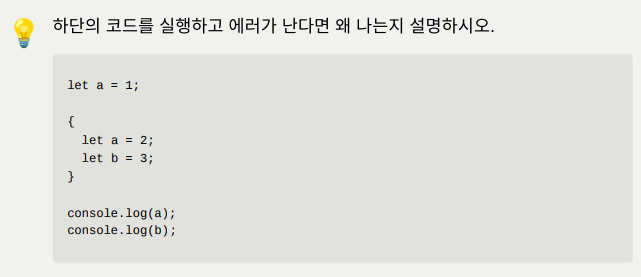 하단의 코드를 실행하고 에러가 난다면 왜 나는지 설명하시오.
let a = 1;
{
  let a = 2;
  let b = 3;
}
console.log(a);
console.log(b);